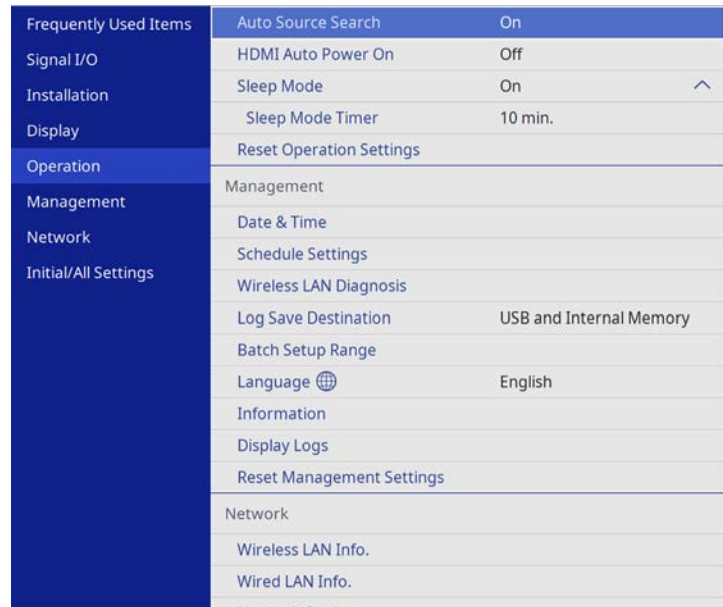 Frequently Used Items
Signal I/O
Installation
Display
Operation
Management
Network
Initial/All Settings
Auto Source Search On
HDMI Auto Power On Off
Sleep Mode On
Sleep Mode Timer 10 min.
Reset Operation Settings
Management
Date & Time
Schedule Settings
Wireless LAN Diagnosis
Log Save Destination USB and Internal Memory
Batch Setup Range
Language English
Information
Display Logs
Reset Management Settings
Network
Wireless LAN Info.
Wired LAN Info.